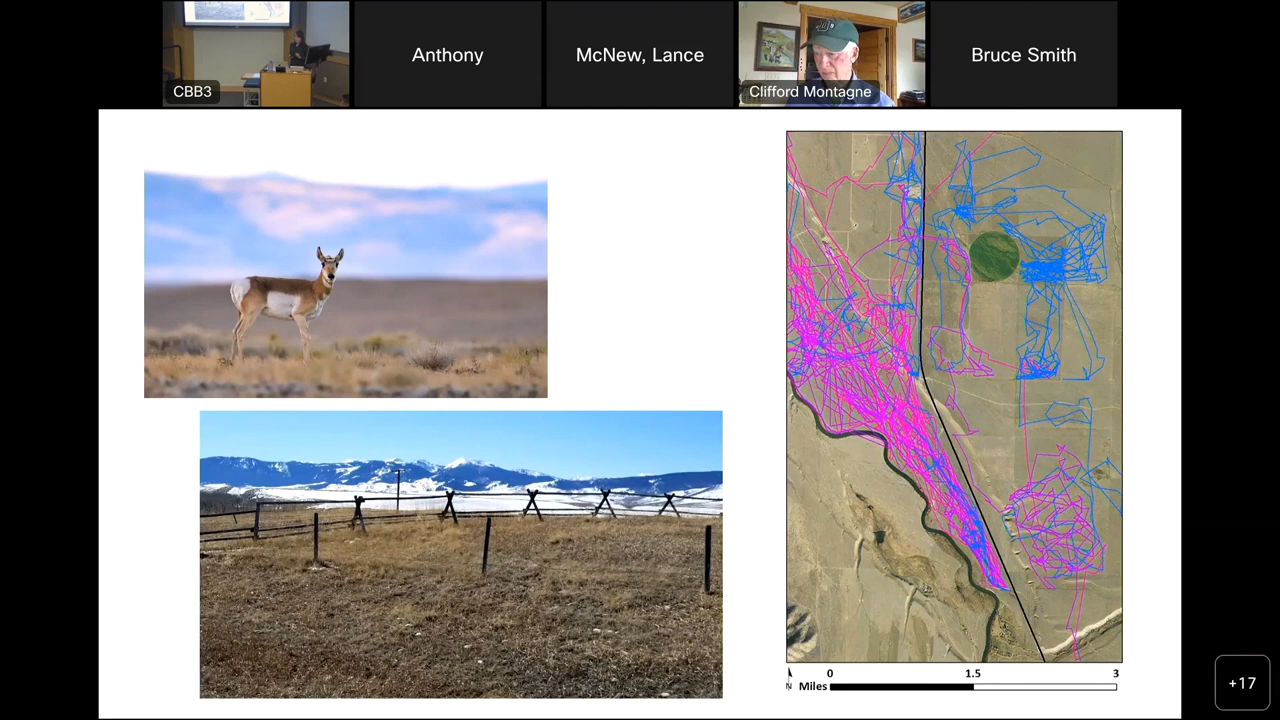 CBB3
Anthony
McNew, Lance
Clifford Montagne
Bruce Smith
0 1.5 3
N Miles
+17